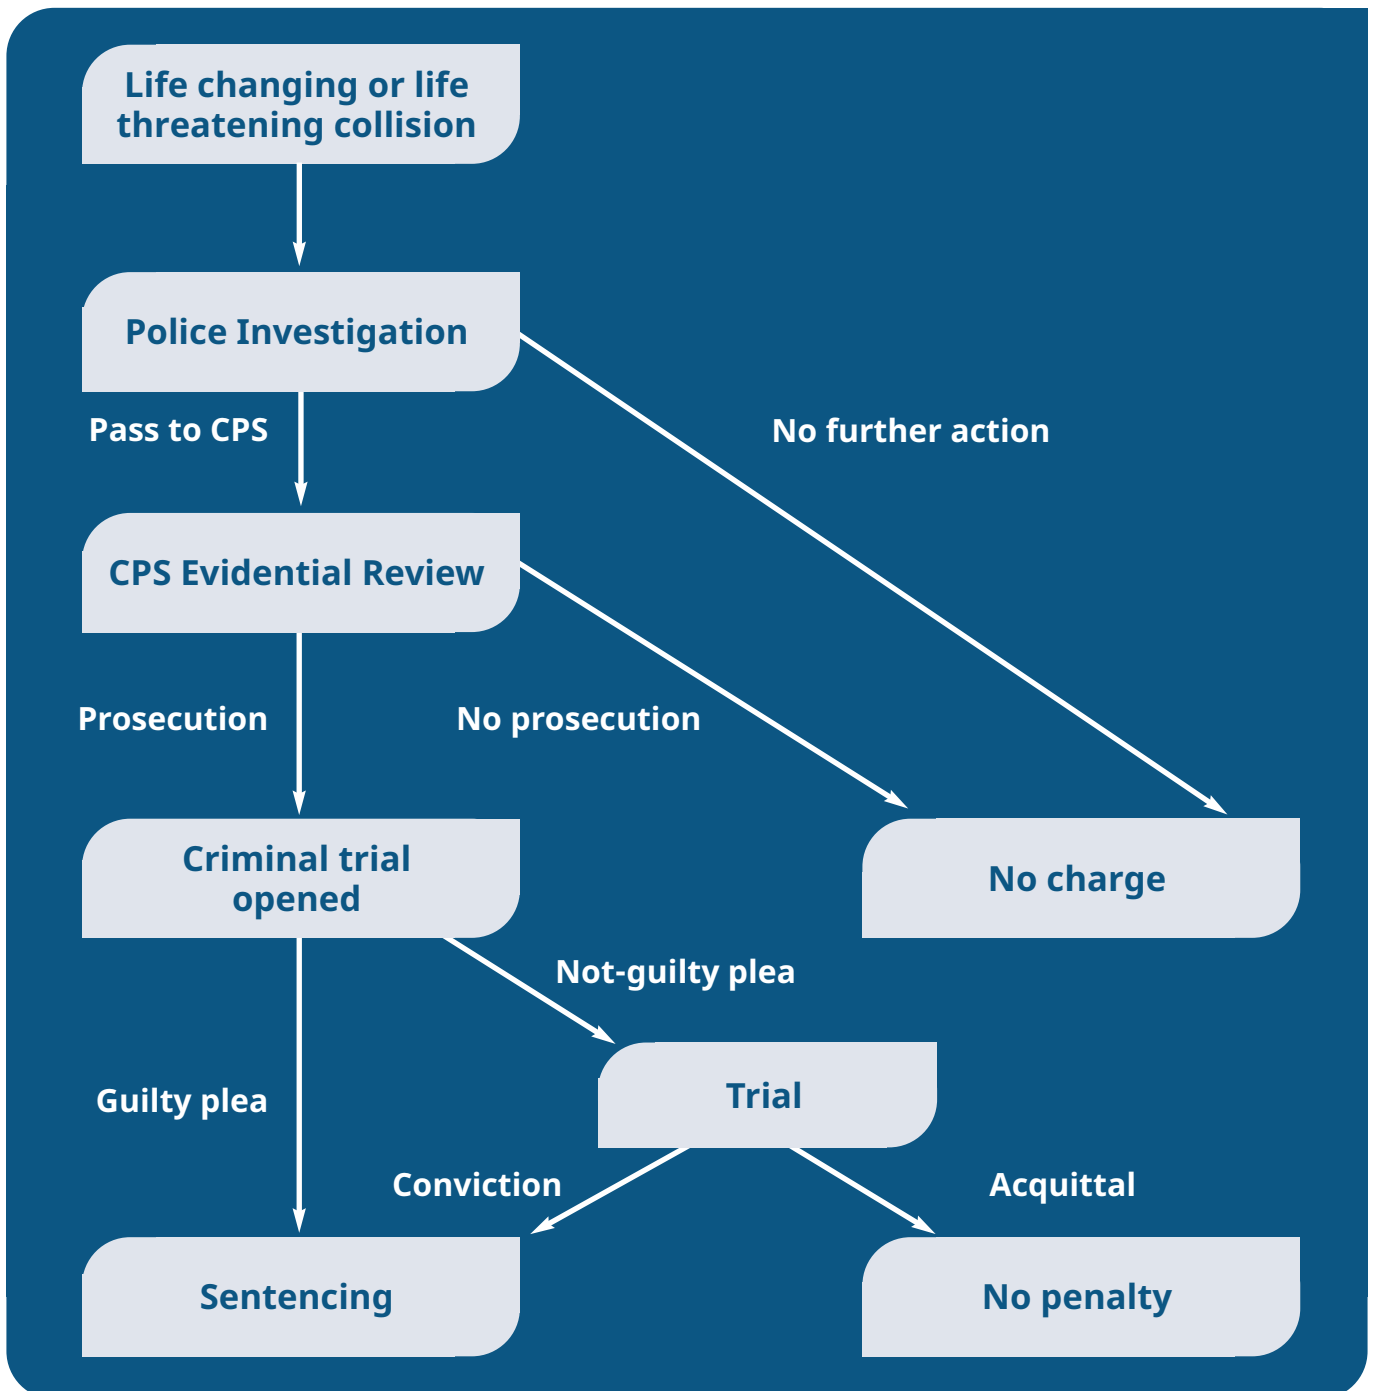 Life changing or life
threatening collision
Police Investigation
Pass to CPS
No further action
CPS Evidential Review
Prosecution
No prosecution
Criminal trial
opened
No charge
Not-guilty plea
Guilty plea
Trial
Conviction
Acquittal
Sentencing
No penalty